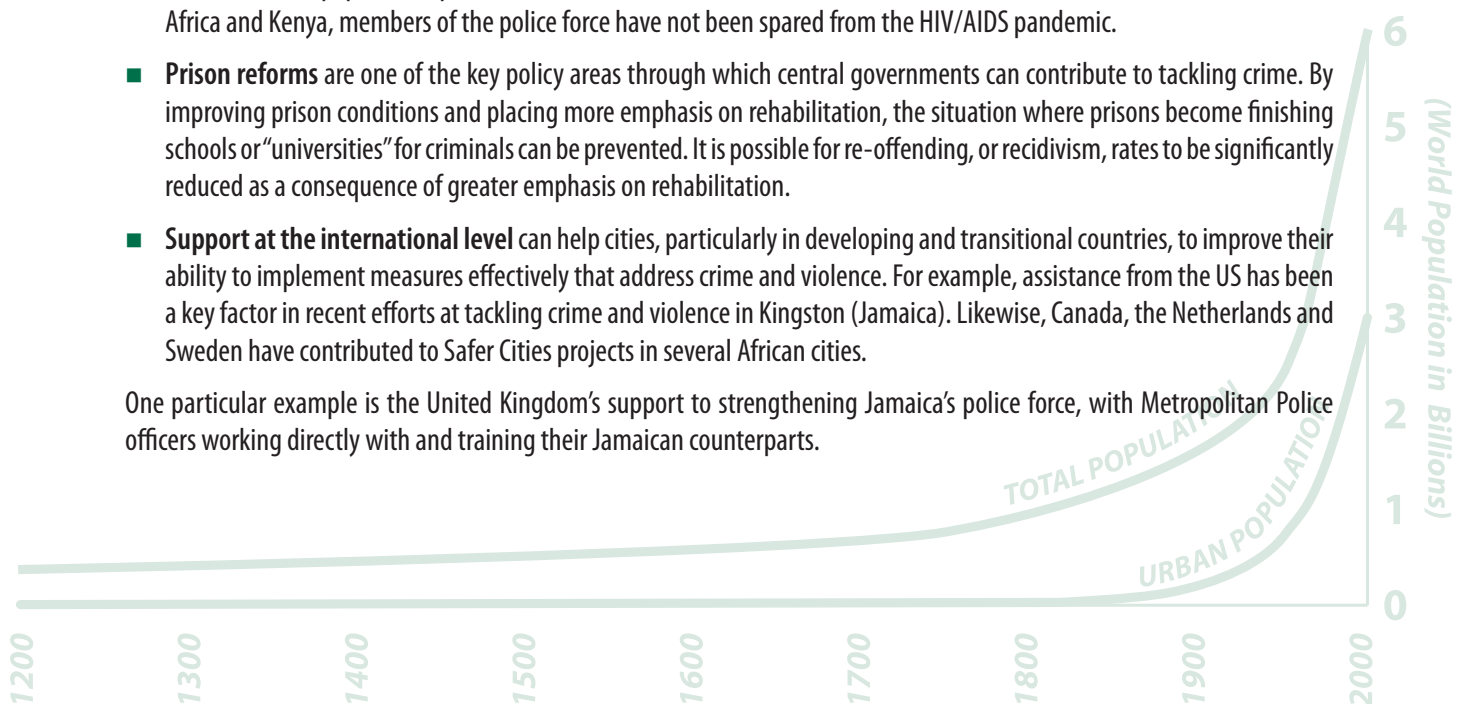 Africa and Kenya, members of the police force have not been spared from the HIV/AIDS pandemic.
■ Prison reforms are one of the key policy areas through which central governments can contribute to tackling crime. By
improving prison conditions and placing more emphasis on rehabilitation, the situation where prisons become finishing
schools or “universities” for criminals can be prevented. It is possible for re-offending, or recidivism, rates to be significantly
reduced as a consequence of greater emphasis on rehabilitation.
■ Support at the international level can help cities, particularly in developing and transitional countries, to improve their
ability to implement measures effectively that address crime and violence. For example, assistance from the US has been
a key factor in recent efforts at tackling crime and violence in Kingston (Jamaica). Likewise, Canada, the Netherlands and
Sweden have contributed to Safer Cities projects in several African cities.
One particular example is the United Kingdom’s support to strengthening Jamaica’s police force, with Metropolitan Police
officers working directly with and training their Jamaican counterparts.
TOTAL POPULATION
URBAN POPULATION
6
5
4
3
2
1
0
(World Population in Billions)
1200
1300
1400
1500
1600
1700
1800
1900
2000